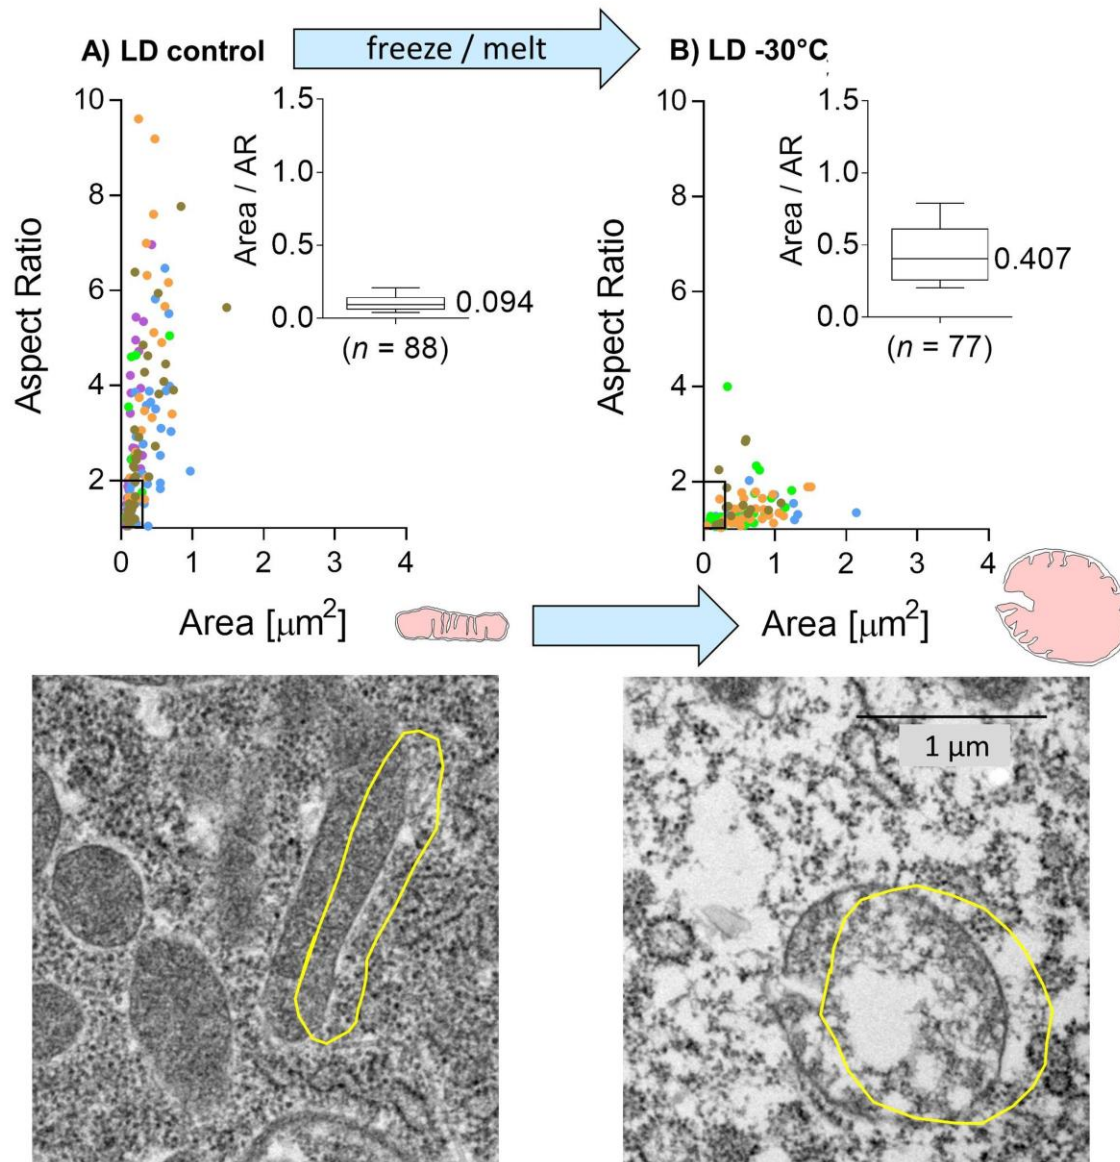 A) LD control
freeze / melt
B) LD -30°C
10
8
6
4
2
Aspect Ratio
0
1
2
3
4
Area [μm²]
1.5
1.0
0.5
0.0
Area / AR
0.094
(n = 88)
10
8
6
4
2
Aspect Ratio
0
1
2
3
4
Area [μm²]
1.5
1.0
0.5
0.0
Area / AR
0.407
(n = 77)
1 μm